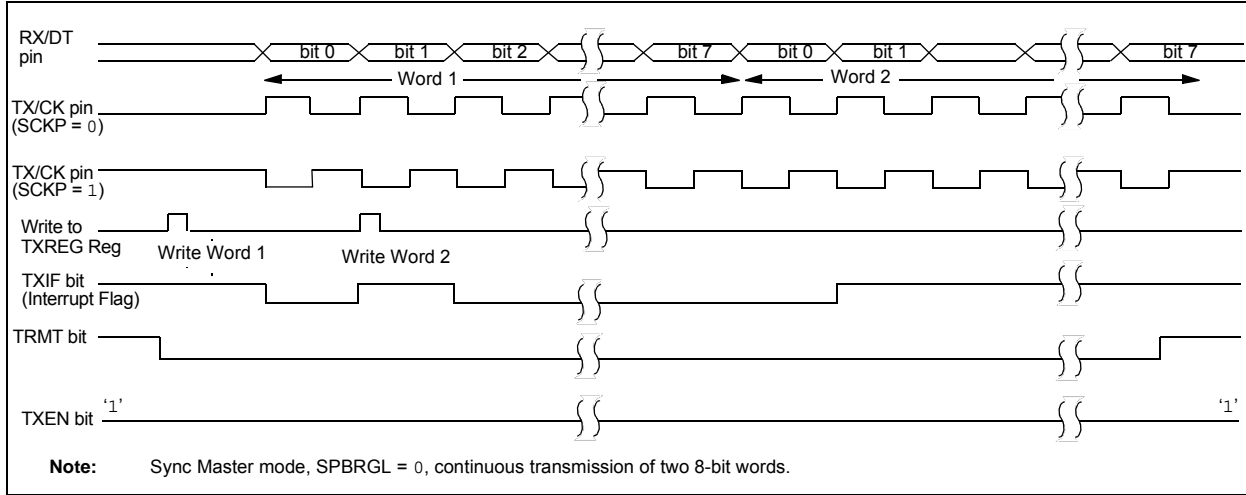 RX/DT
pin
bit 0 bit 1 bit 2 bit 7 bit 0 bit 1 bit 7
Word 1 Word 2
TX/CK pin
(SCKP = 0)
TX/CK pin
(SCKP = 1)
Write to
TXREG Reg
Write Word 1 Write Word 2
TXIF bit
(Interrupt Flag)
TRMT bit
‘1’ ‘1’
TXEN bit
Note: Sync Master mode, SPBRGL = 0, continuous transmission of two 8-bit words.